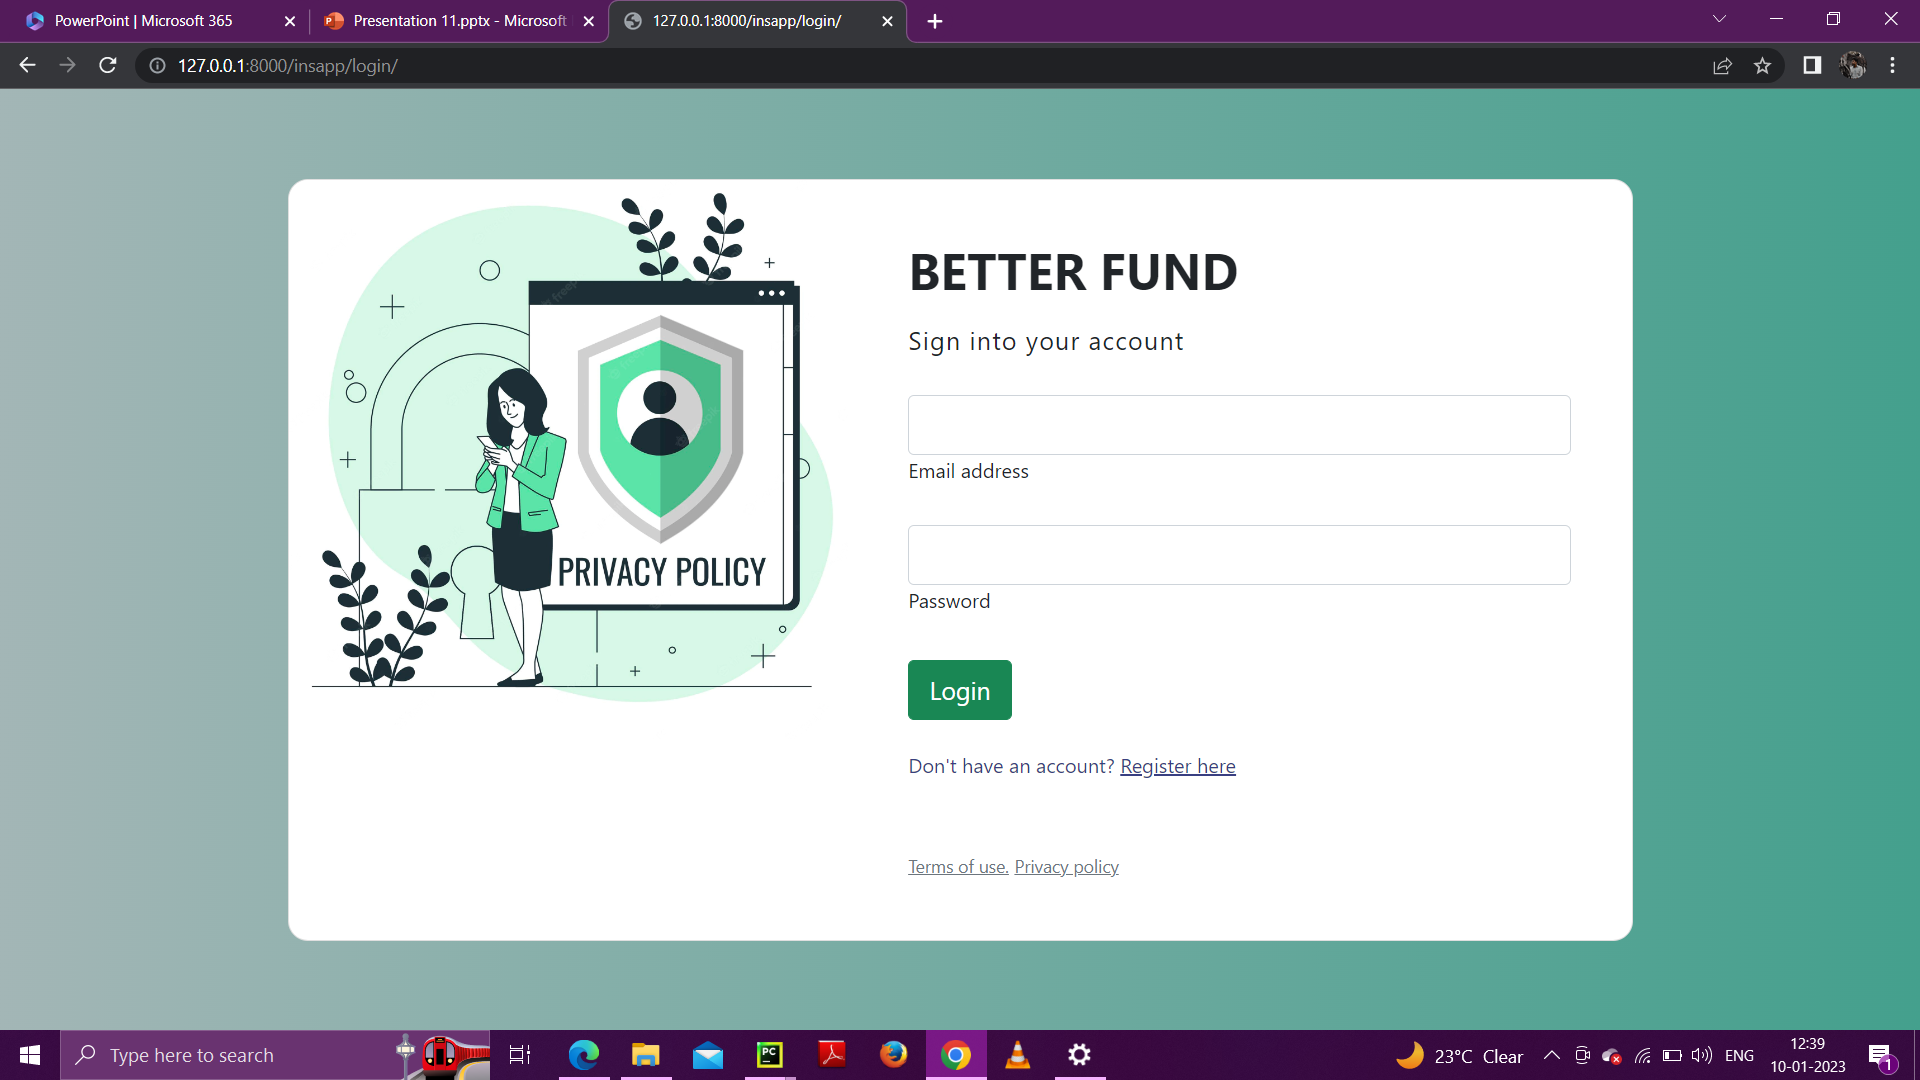 PowerPoint | Microsoft 365
Presentation 11.pptx - Microsoft
127.0.0.1:8000/insapp/login/
127.0.0.1:8000/insapp/login/
BETTER FUND
Sign into your account
Email address
PRIVACY POLICY
Password
Login
Don't have an account? Register here
Terms of use. Privacy policy
Type here to search
PC
23°C Clear
ENG
12:39
10-01-2023
1